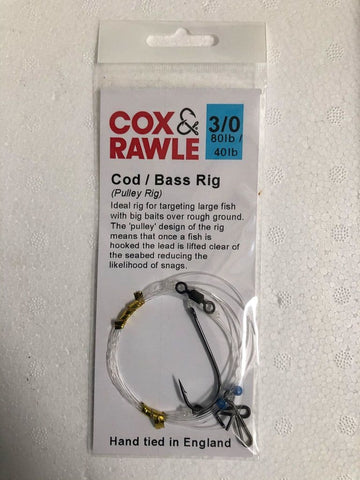 COX &
RAWLE
3/0
80lb /
40lb
Cod / Bass Rig
(Pulley Rig)
Ideal rig for targeting large fish
with big baits over rough ground.
The 'pulley' design of the rig
means that once a fish is
hooked the lead is lifted clear of
the seabed reducing the
likelihood of snags.
Hand tied in England